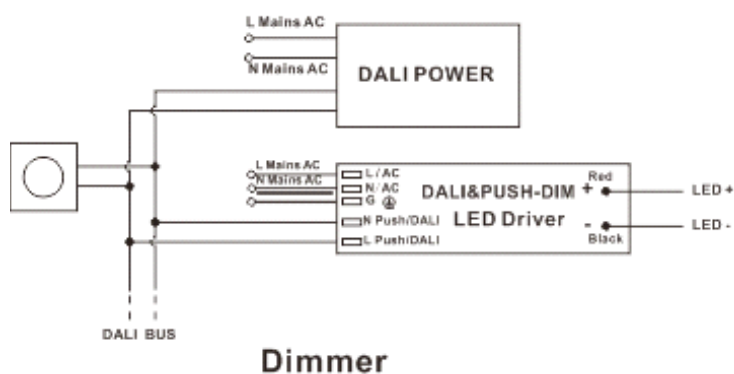 L Mains AC
N Mains AC
DALI POWER
L Mains AC
N Mains AC
L/AC
N/AC
G
N Push/DALI
L Push/DALI
DALI&PUSH-DIM
LED Driver
Red
+
-
Black
LED +
LED -
DALI BUS
Dimmer